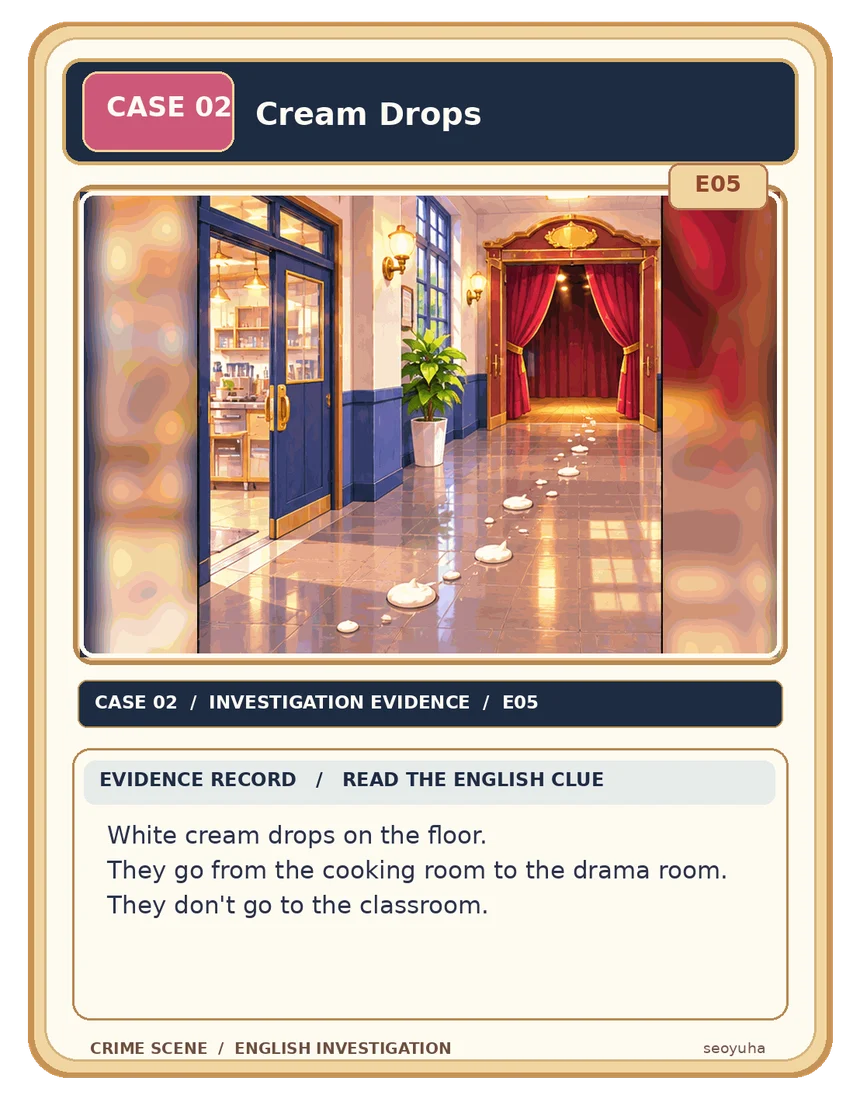 CASE 02
Cream Drops
E05
CASE 02 / INVESTIGATION EVIDENCE / E05
EVIDENCE RECORD / READ THE ENGLISH CLUE
White cream drops on the floor.
They go from the cooking room to the drama room.
They don't go to the classroom.
CRIME SCENE / ENGLISH INVESTIGATION
seoyuha